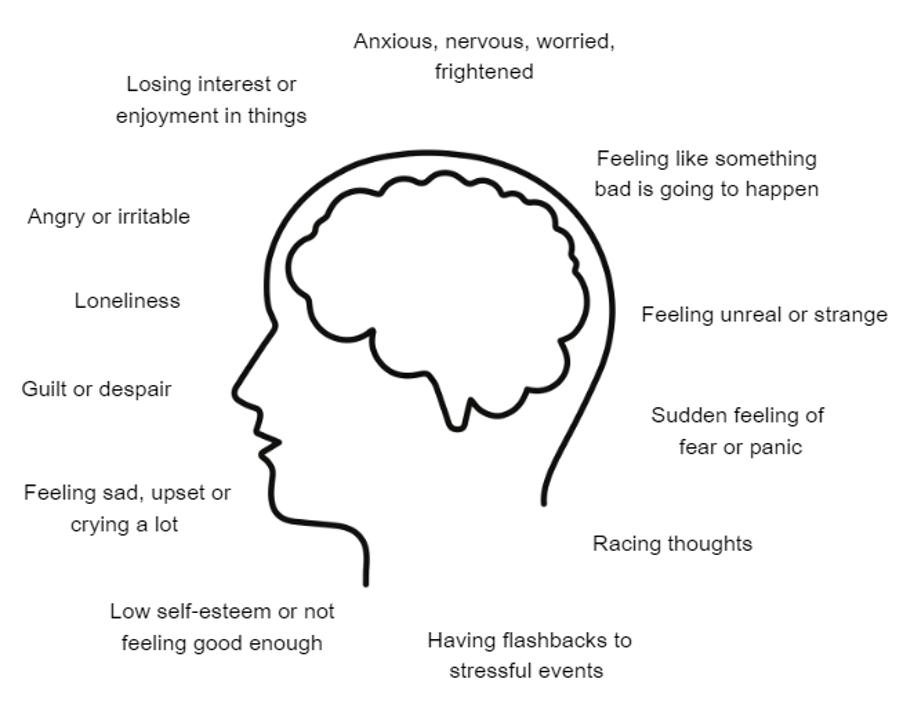 Anxious, nervous, worried,
frightened
Losing interest or
enjoyment in things
Feeling like something
bad is going to happen
Angry or irritable
Loneliness
Feeling unreal or strange
Guilt or despair
Sudden feeling of
fear or panic
Feeling sad, upset or
crying a lot
Racing thoughts
Low self-esteem or not
feeling good enough
Having flashbacks to
stressful events